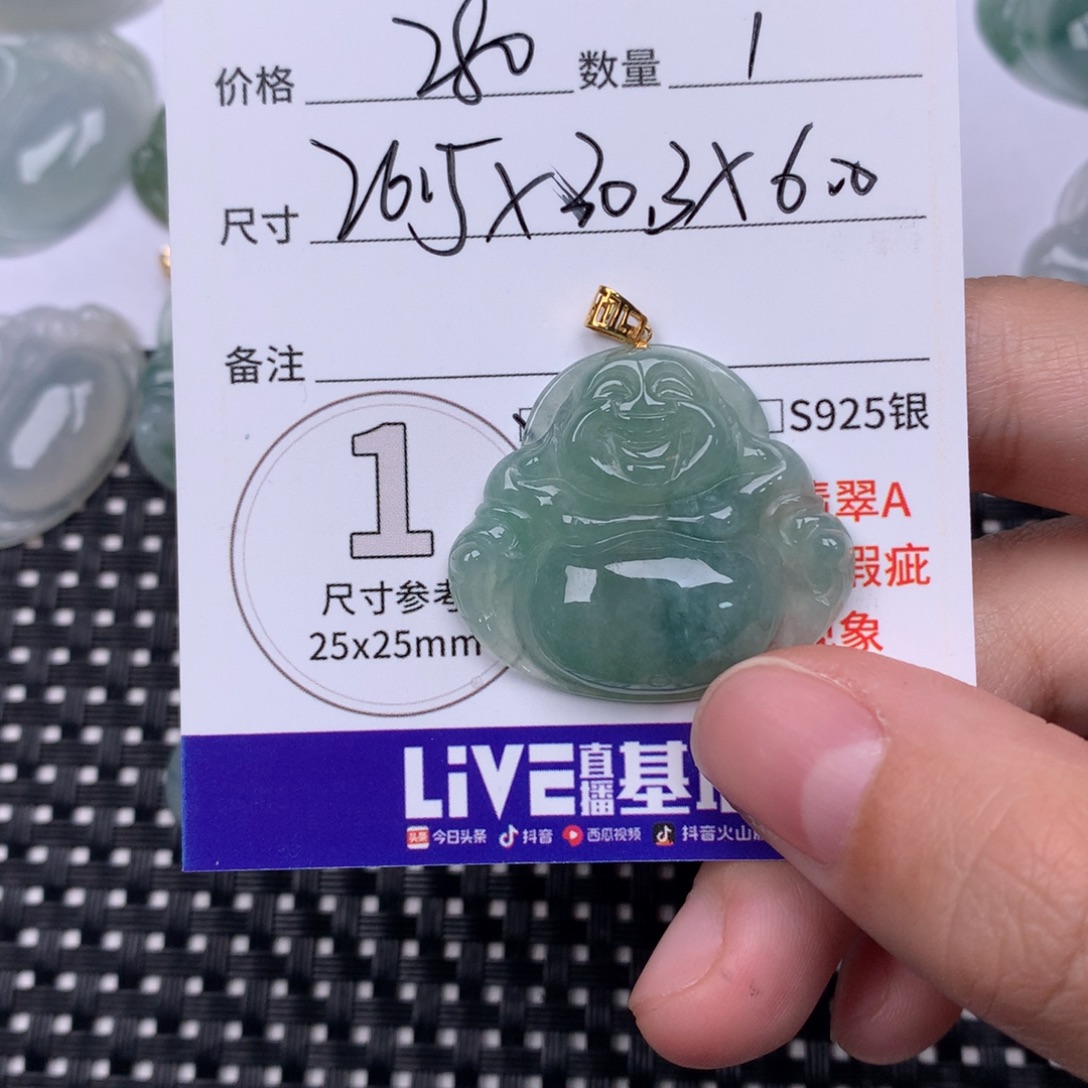 价格 280 数量 1
尺寸 26.5X30.3X6.0
备注
S925银
翠A
1
瑕疵
尺寸参考
象
25x25mm
LiVE直播基
今日头条 抖音 西瓜视频 抖音火山